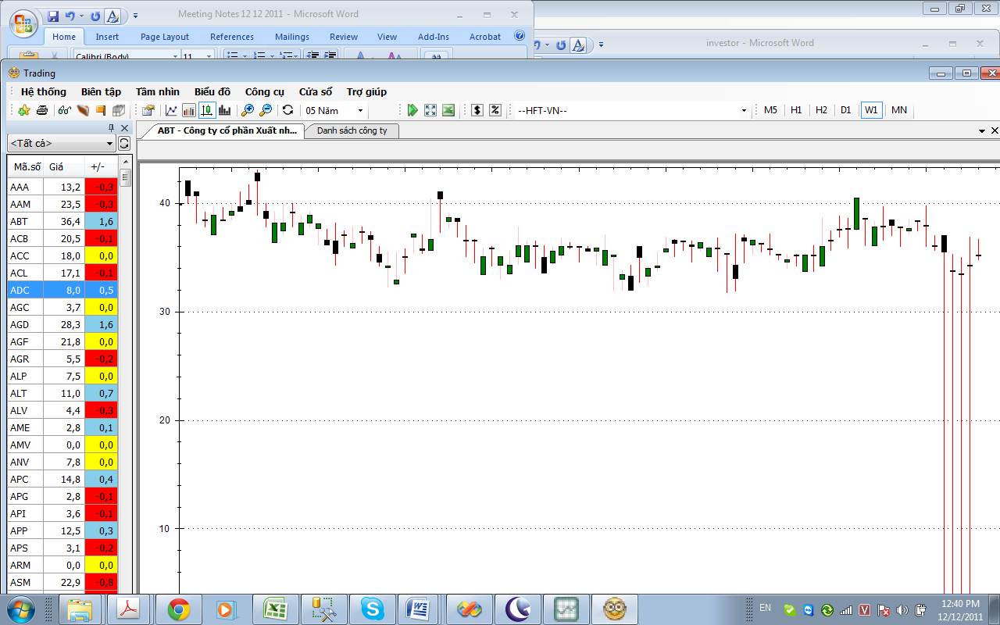 Meeting Notes 12 12 2011 - Microsoft Word
Home Insert Page Layout References Mailings Review View Add-Ins Acrobat
investor - Microsoft Word
Calibri (Body) 11
Trading
Hệ thống Biên tập Tầm nhìn Biểu đồ Công cụ Cửa sổ Trợ giúp
05 Năm --HFT-VN-- M5 H1 H2 D1 W1 MN
ABT - Công ty cổ phần Xuất nh... Danh sách công ty
<Tất cả>
Mã.số Giá +/-
AAA 13,2 -0,3
AAM 23,5 -0,3
ABT 36,4 1,6
ACB 20,5 -0,1
ACC 18,0 0,0
ACL 17,1 -0,1
ADC 8,0 0,5
AGC 3,7 0,0
AGD 28,3 1,6
AGF 21,8 0,0
AGR 5,5 -0,2
ALP 7,5 0,0
ALT 11,0 0,7
ALV 4,4 -0,3
AME 2,8 0,1
AMV 0,0 0,0
ANV 7,8 0,0
APC 14,8 0,4
APG 2,8 -0,1
API 3,6 -0,1
APP 12,5 0,3
APS 3,1 -0,2
ARM 0,0 0,0
ASM 22,9 -0,8
40
30
20
10
EN
12:40 PM
12/12/2011